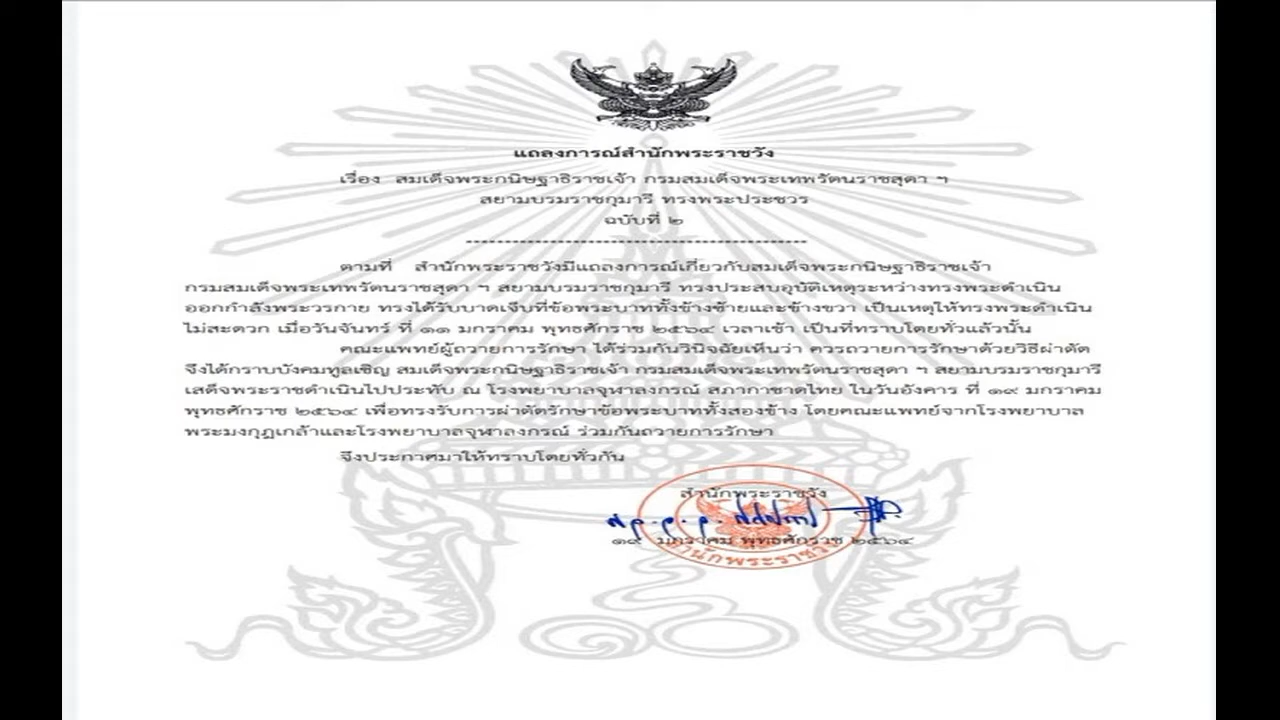 แถลงการณ์สำนักพระราชวัง
เรื่อง สมเด็จพระกนิษฐาธิราชเจ้า กรมสมเด็จพระเทพรัตนราชสุดา ฯ
สยามบรมราชกุมารี ทรงพระประชวร
ฉบับที่ ๒
--------------------------------------------
ตามที่ สำนักพระราชวังมีแถลงการณ์เกี่ยวกับสมเด็จพระกนิษฐาธิราชเจ้า
กรมสมเด็จพระเทพรัตนราชสุดา ฯ สยามบรมราชกุมารี ทรงประสบอุบัติเหตุระหว่างทรงพระดำเนิน
ออกกำลังพระวรกาย ทรงได้รับบาดเจ็บที่ข้อพระบาททั้งข้างซ้ายและข้างขวา เป็นเหตุให้ทรงพระดำเนิน
ไม่สะดวก เมื่อวันจันทร์ ที่ ๑๑ มกราคม พุทธศักราช ๒๕๖๔ เวลาเช้า เป็นที่ทราบโดยทั่วแล้วนั้น
คณะแพทย์ผู้ถวายการรักษา ได้ร่วมกันวินิจฉัยเห็นว่า ควรถวายการรักษาด้วยวิธีผ่าตัด
จึงได้กราบบังคมทูลเชิญ สมเด็จพระกนิษฐาธิราชเจ้า กรมสมเด็จพระเทพรัตนราชสุดา ฯ สยามบรมราชกุมารี
เสด็จพระราชดำเนินไปประทับ ณ โรงพยาบาลจุฬาลงกรณ์ สภากาชาดไทย ในวันอังคาร ที่ ๑๙ มกราคม
พุทธศักราช ๒๕๖๔ เพื่อทรงรับการผ่าตัดรักษาข้อพระบาททั้งสองข้าง โดยคณะแพทย์จากโรงพยาบาล
พระมงกุฎเกล้าและโรงพยาบาลจุฬาลงกรณ์ ร่วมกันถวายการรักษา
จึงประกาศมาให้ทราบโดยทั่วกัน
สำนักพระราชวัง
๑๙ มกราคม พุทธศักราช ๒๕๖๔
สำนักพระราชวัง